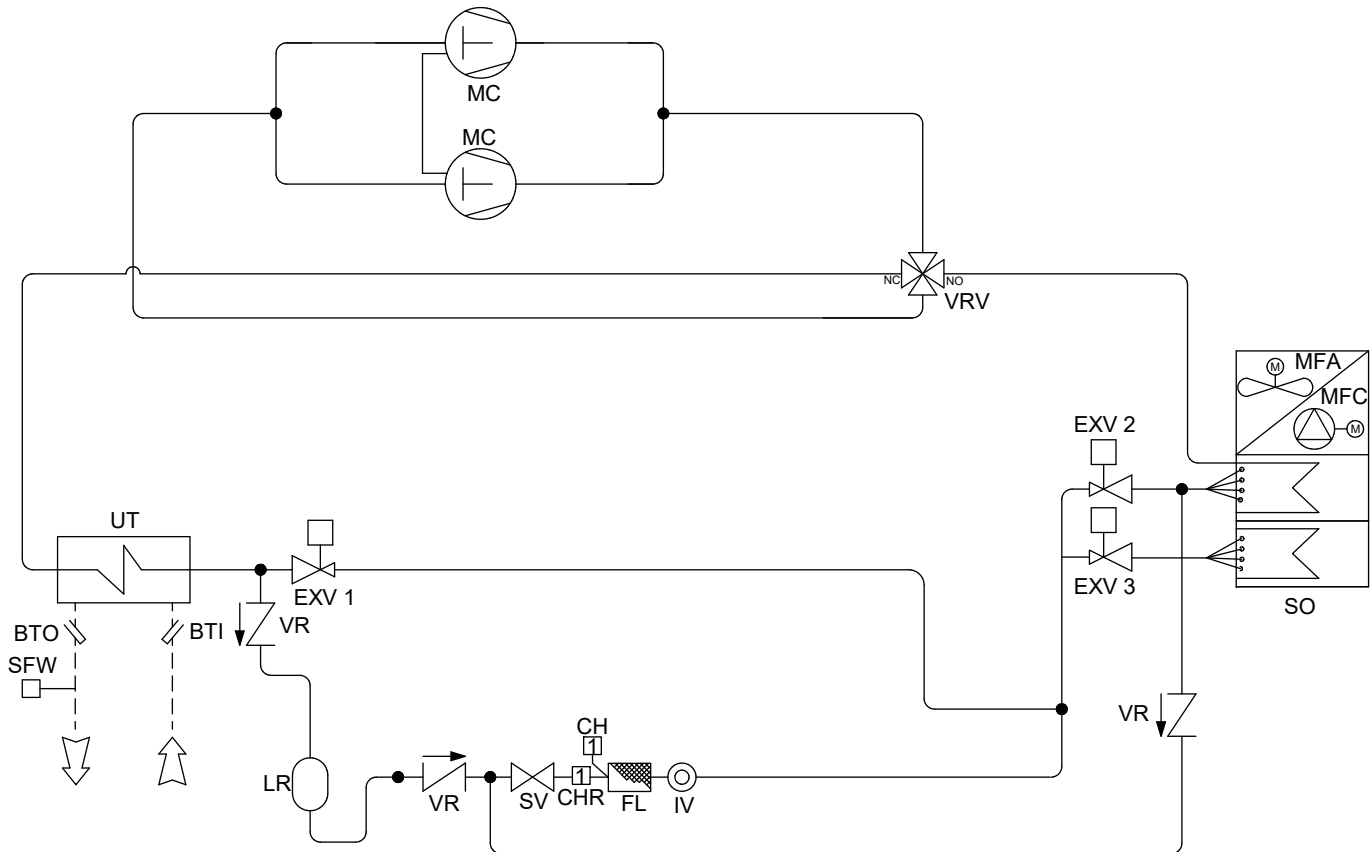 MC
MC
NC
NO
VRV
M
MFA
MFC
M
EXV 2
UT
EXV 1
EXV 3
SO
BTO
BTI
VR
SFW
CH
1
VR
LR
1
VR
SV
CHR
FL
IV